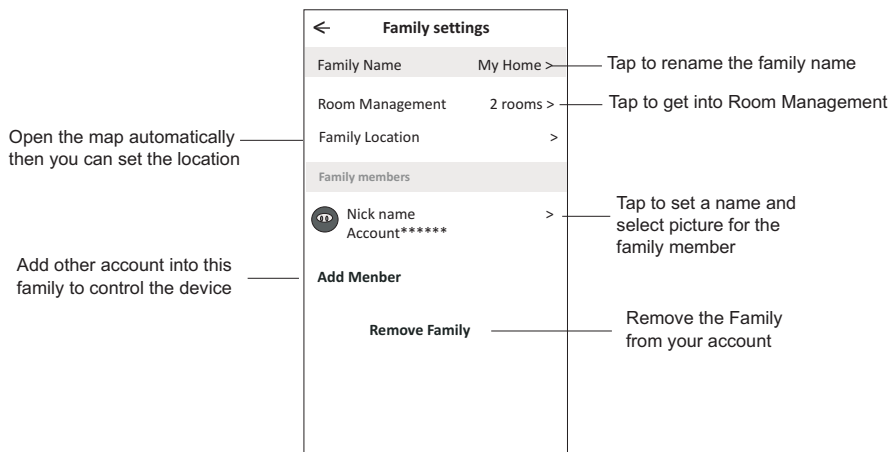 ← Family settings
Family Name My Home >
Tap to rename the family name
Room Management 2 rooms >
Tap to get into Room Management
Open the map automatically
then you can set the location
Family Location >
Family members
Nick name >
Account******
Tap to set a name and
select picture for the
family member
Add other account into this
family to control the device
Add Menber
Remove Family
Remove the Family
from your account